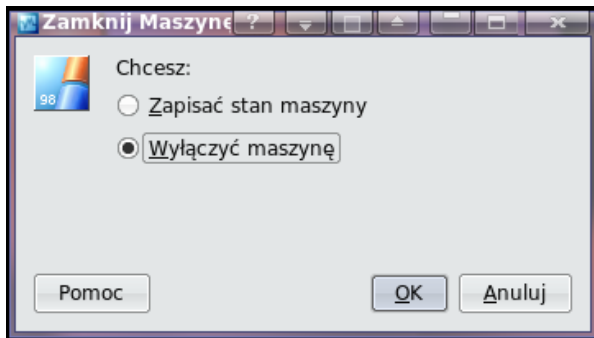 Zamknij Maszynę ?
Chcesz:
98
Zapisać stan maszyny
Wyłączyć maszynę
Pomoc
OK
Anuluj